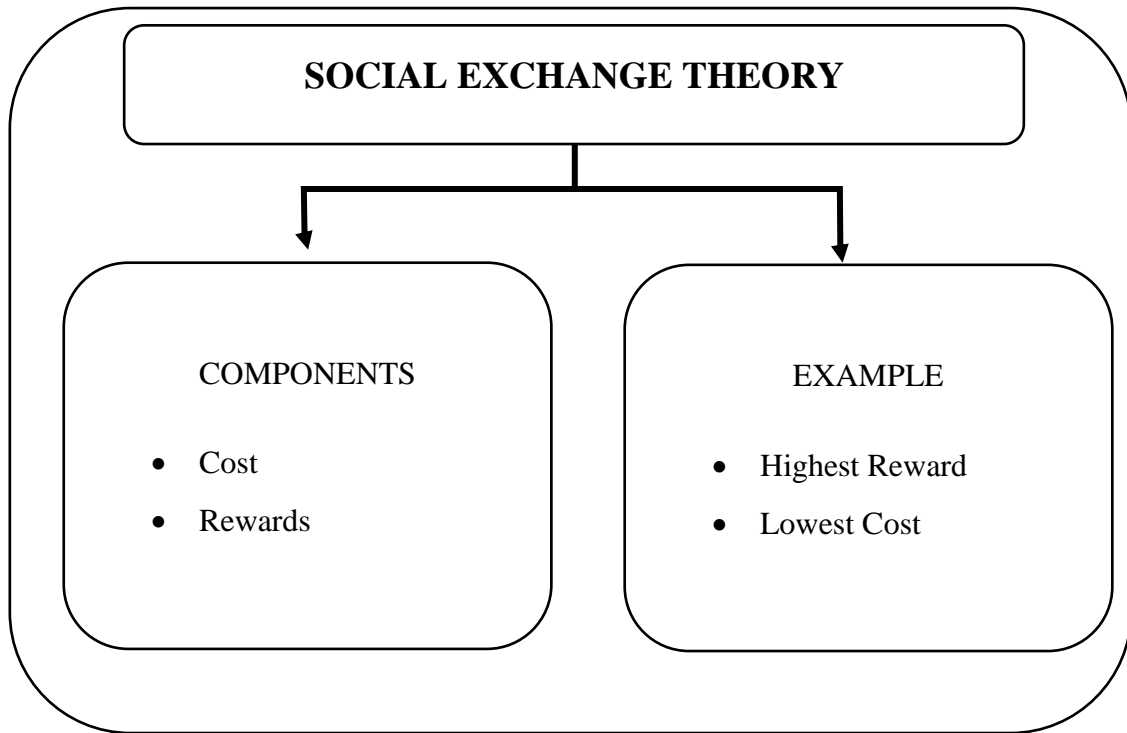 SOCIAL EXCHANGE THEORY
COMPONENTS
• Cost
• Rewards
EXAMPLE
• Highest Reward
• Lowest Cost